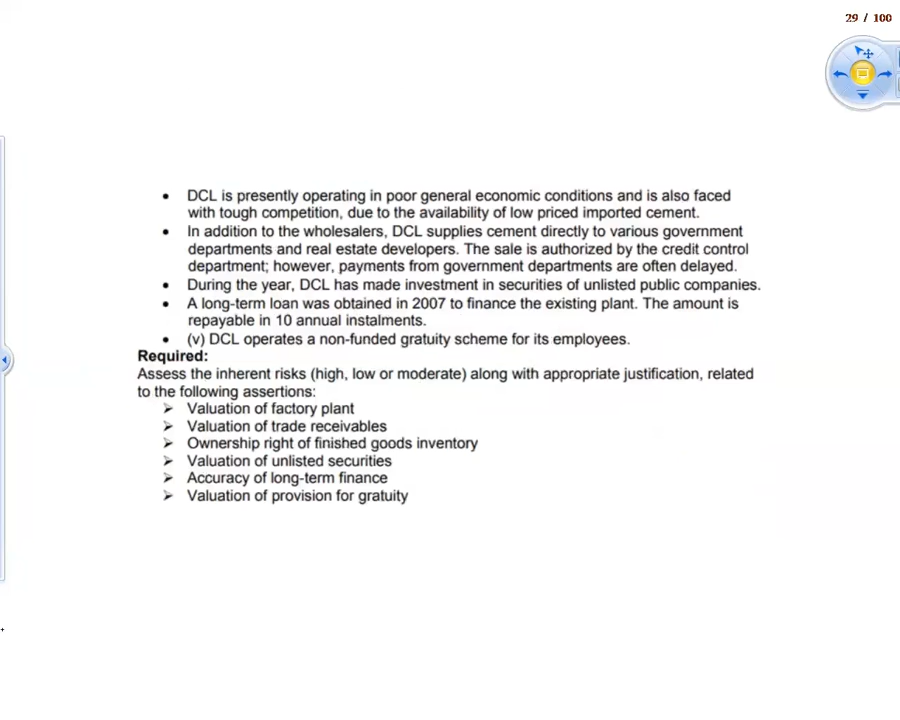 29 / 100
• DCL is presently operating in poor general economic conditions and is also faced
with tough competition, due to the availability of low priced imported cement.
• In addition to the wholesalers, DCL supplies cement directly to various government
departments and real estate developers. The sale is authorized by the credit control
department; however, payments from government departments are often delayed.
• During the year, DCL has made investment in securities of unlisted public companies.
• A long-term loan was obtained in 2007 to finance the existing plant. The amount is
repayable in 10 annual instalments.
• (v) DCL operates a non-funded gratuity scheme for its employees.
Required:
Assess the inherent risks (high, low or moderate) along with appropriate justification, related
to the following assertions:
➢ Valuation of factory plant
➢ Valuation of trade receivables
➢ Ownership right of finished goods inventory
➢ Valuation of unlisted securities
➢ Accuracy of long-term finance
➢ Valuation of provision for gratuity